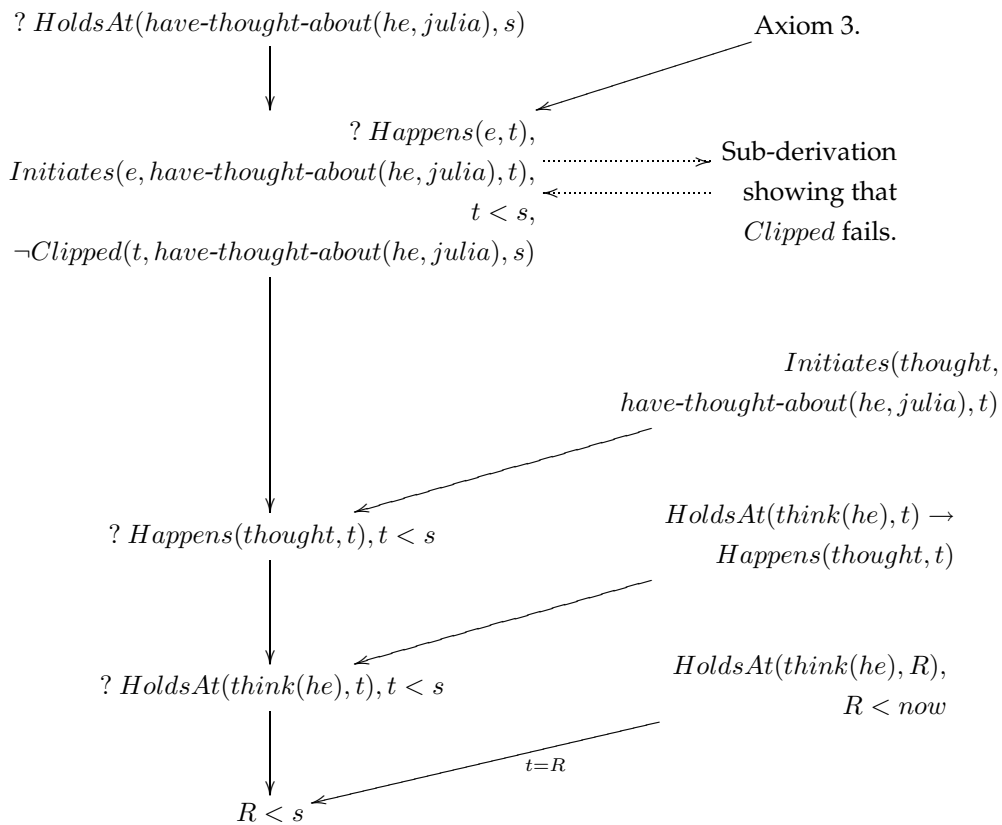 ? HoldsAt(have-thought-about(he, julia), s)
Axiom 3.
? Happens(e, t),
Initiates(e, have-thought-about(he, julia), t),
t < s,
¬Clipped(t, have-thought-about(he, julia), s)
Sub-derivation
showing that
Clipped fails.
Initiates(thought,
have-thought-about(he, julia), t)
? Happens(thought, t), t < s
HoldsAt(think(he), t) →
Happens(thought, t)
? HoldsAt(think(he), t), t < s
HoldsAt(think(he), R),
R < now
t=R
R < s